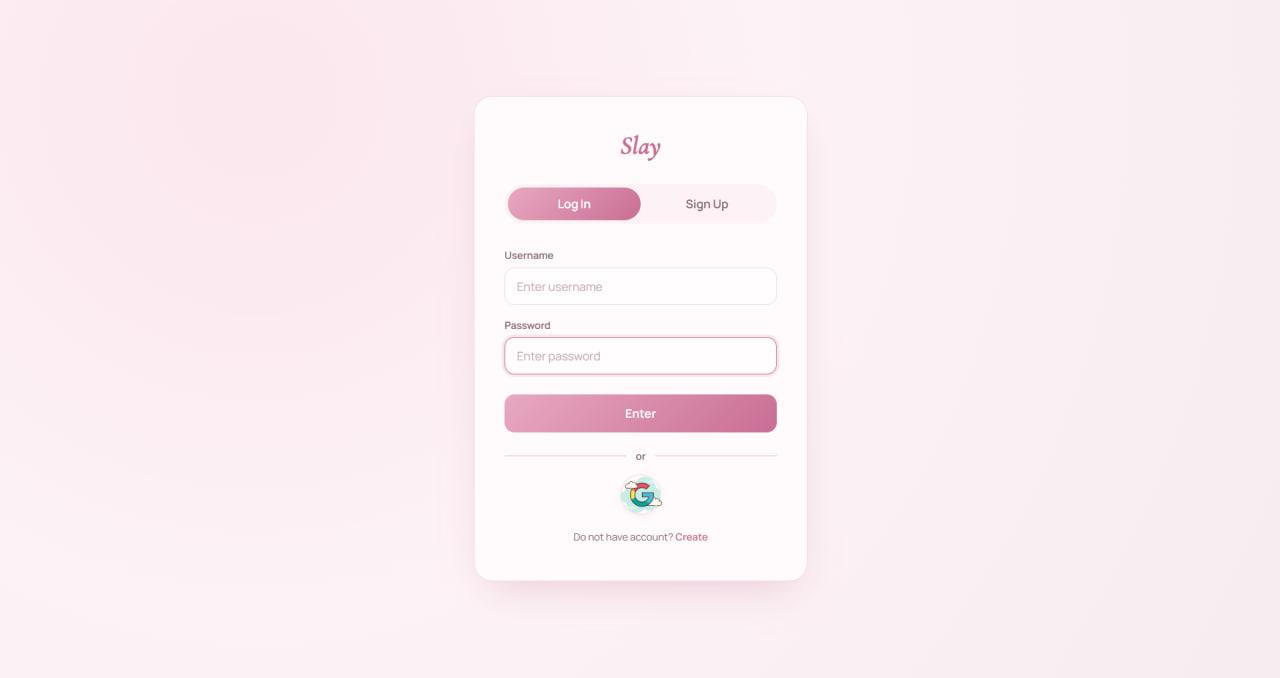 Slay
Log In
Sign Up
Username
Enter username
Password
Enter password
Enter
or
G
Do not have account? Create